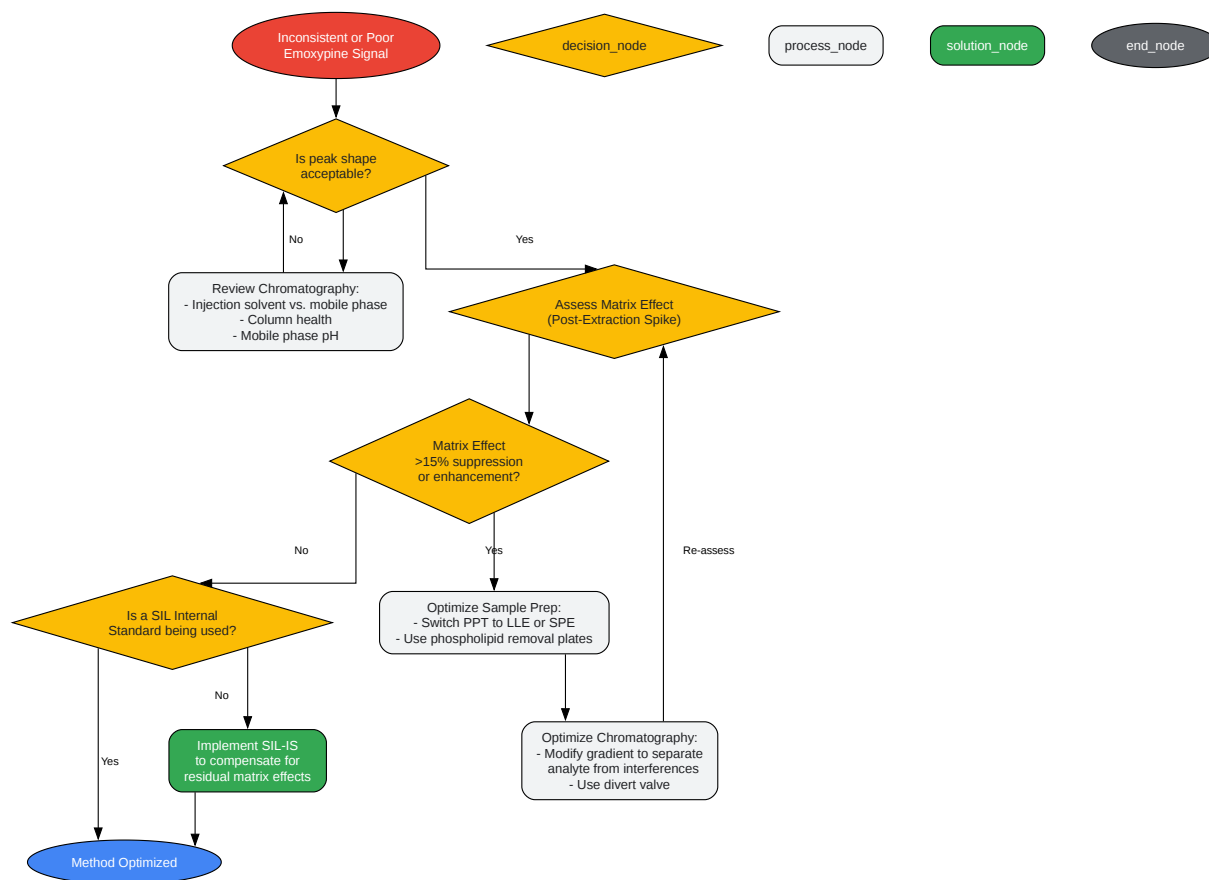 Inconsistent or Poor
Emoxypine Signal
decision_node
process_node
solution_node
end_node
Is peak shape
acceptable?
No
Yes
Review Chromatography:
- Injection solvent vs. mobile phase
- Column health
- Mobile phase pH
Assess Matrix Effect
(Post-Extraction Spike)
Matrix Effect
>15% suppression
or enhancement?
No
Yes
Re-assess
Is a SIL Internal
Standard being used?
Optimize Sample Prep:
- Switch PPT to LLE or SPE
- Use phospholipid removal plates
No
Yes
Implement SIL-IS
to compensate for
residual matrix effects
Optimize Chromatography:
- Modify gradient to separate
analyte from interferences
- Use divert valve
Method Optimized